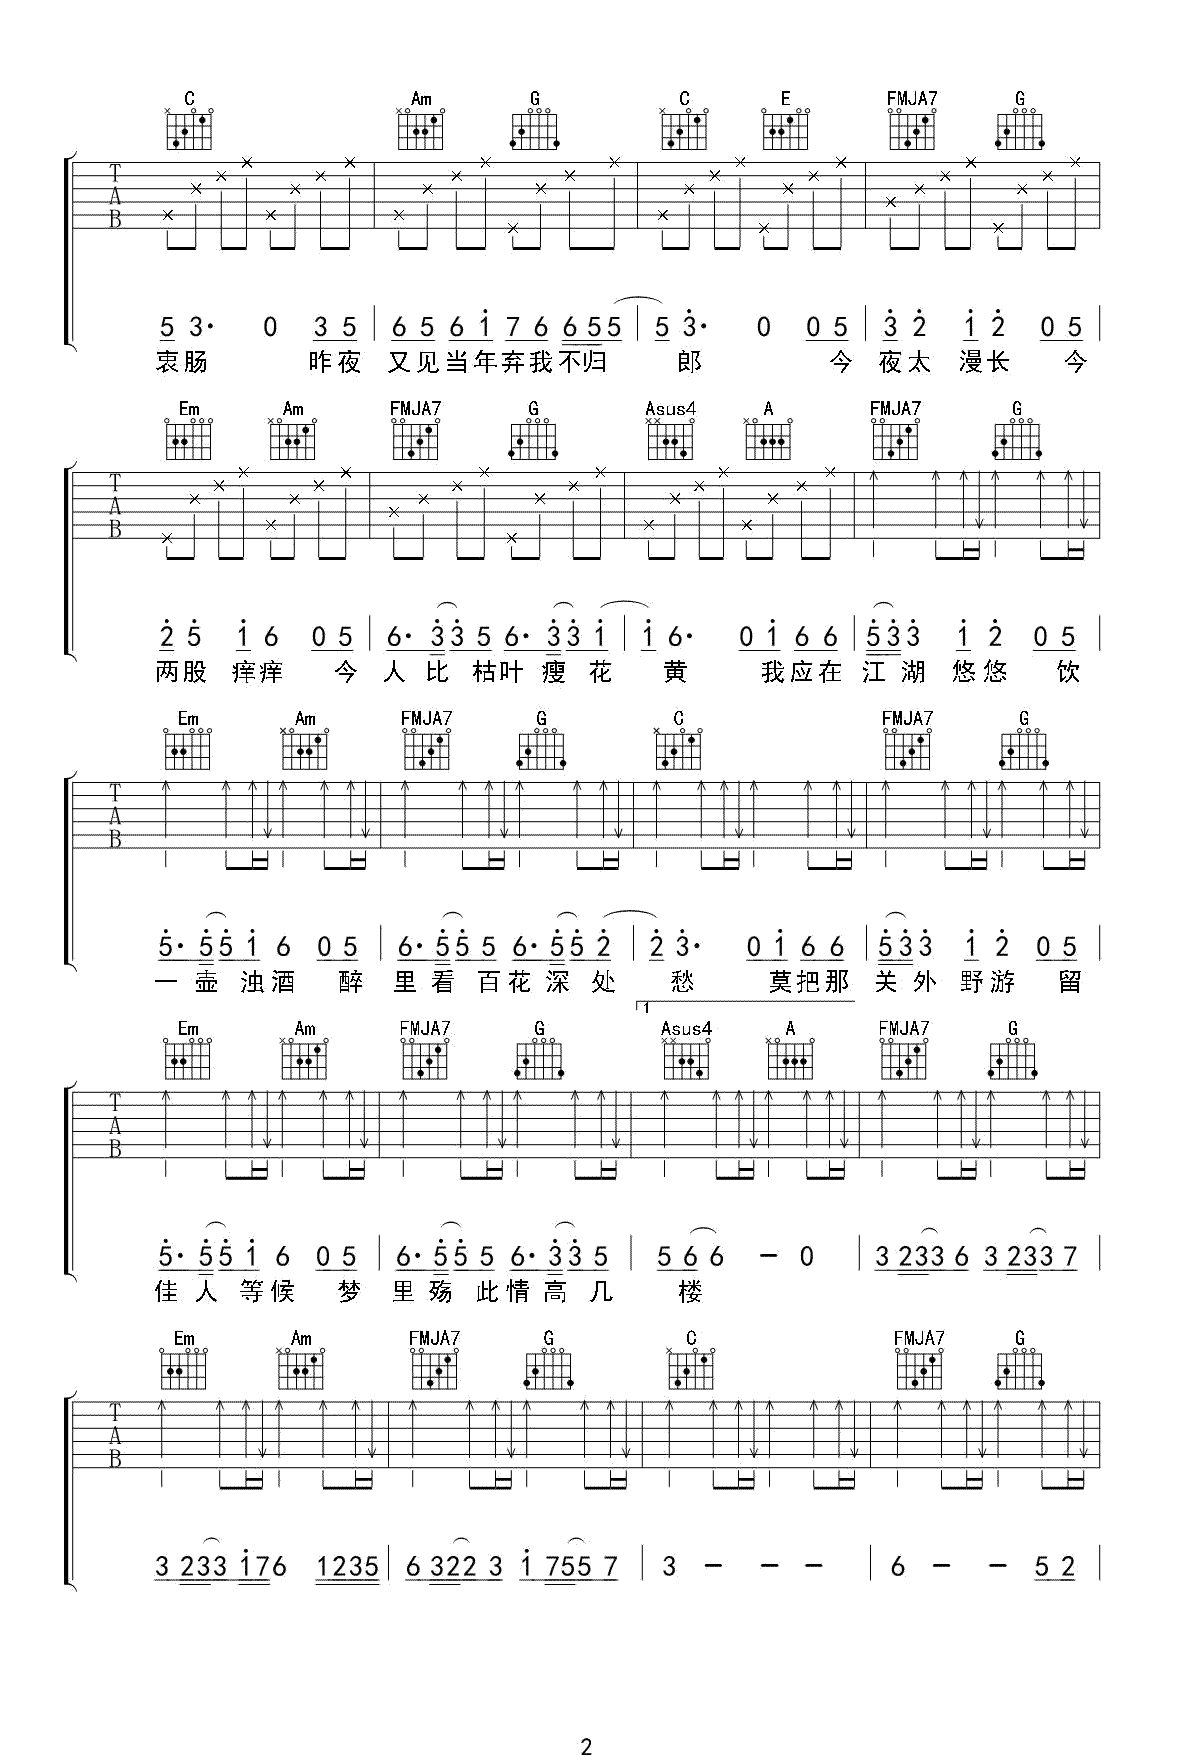 C Am G C E FMJA7 G
T
A
B
5 3· 0 3 5 | 6 5 6 1 7 6 6 5 5 | 5 3· 0 0 5 | 3 2 1 2 0 5 |
衷肠 昨夜 又见当年弃我不归 郎 今 夜太 漫长 今
Em Am FMJA7 G Asus4 A FMJA7 G
T
A
B
2 5 1 6 0 5 | 6· 3 3 5 6· 3 3 1 | 1 6· 0 1 6 6 | 5 3 3 1 2 0 5 |
两股 痒痒 今 人比 枯叶 瘦花 黄 我应在 江湖 悠悠 饮
Em Am FMJA7 G C FMJA7 G
T
A
B
5· 5 5 1 6 0 5 | 6· 5 5 5 6· 5 5 2 | 2 3· 0 1 6 6 | 5 3 3 1 2 0 5 |
一壶 浊酒 醉 里看 百花 深处 愁 莫把那 关外 野游 留
1
Em Am FMJA7 G Asus4 A FMJA7 G
T
A
B
5· 5 5 1 6 0 5 | 6· 5 5 5 6· 3 3 5 | 5 6 6 – 0 | 3 2 3 3 6 3 2 3 3 7 |
佳人 等候 梦 里殇 此情 高几 楼
Em Am FMJA7 G C FMJA7 G
T
A
B
3 2 3 3 1 7 6 1 2 3 5 | 6 3 2 2 3 1 7 5 5 7 | 3 – – – | 6 – – 5 2 |
2